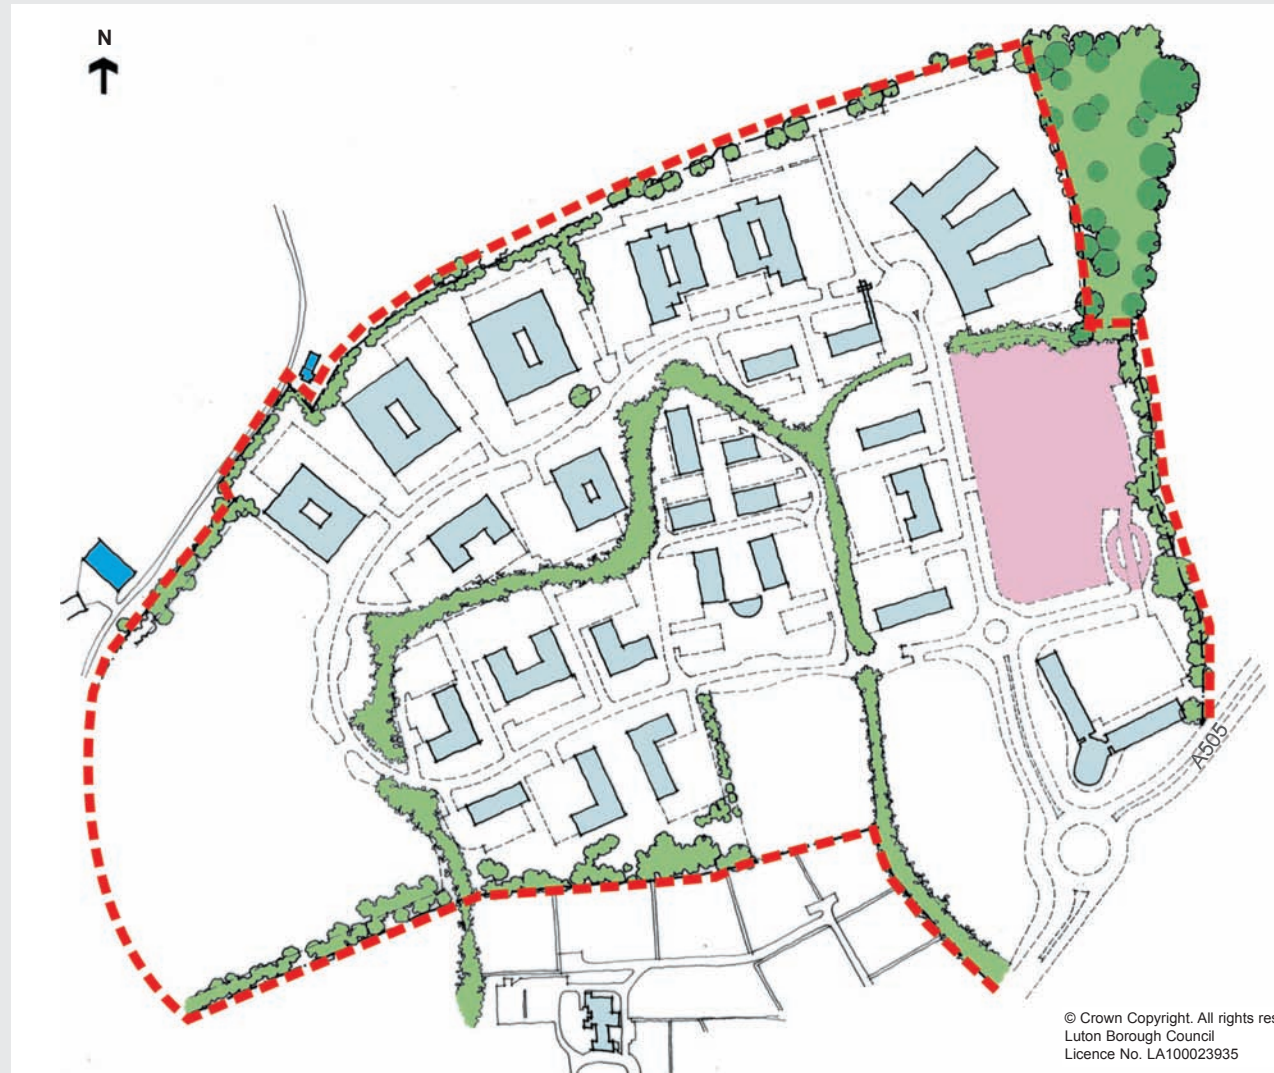 N
A505
© Crown Copyright. All rights res
Luton Borough Council
Licence No. LA100023935